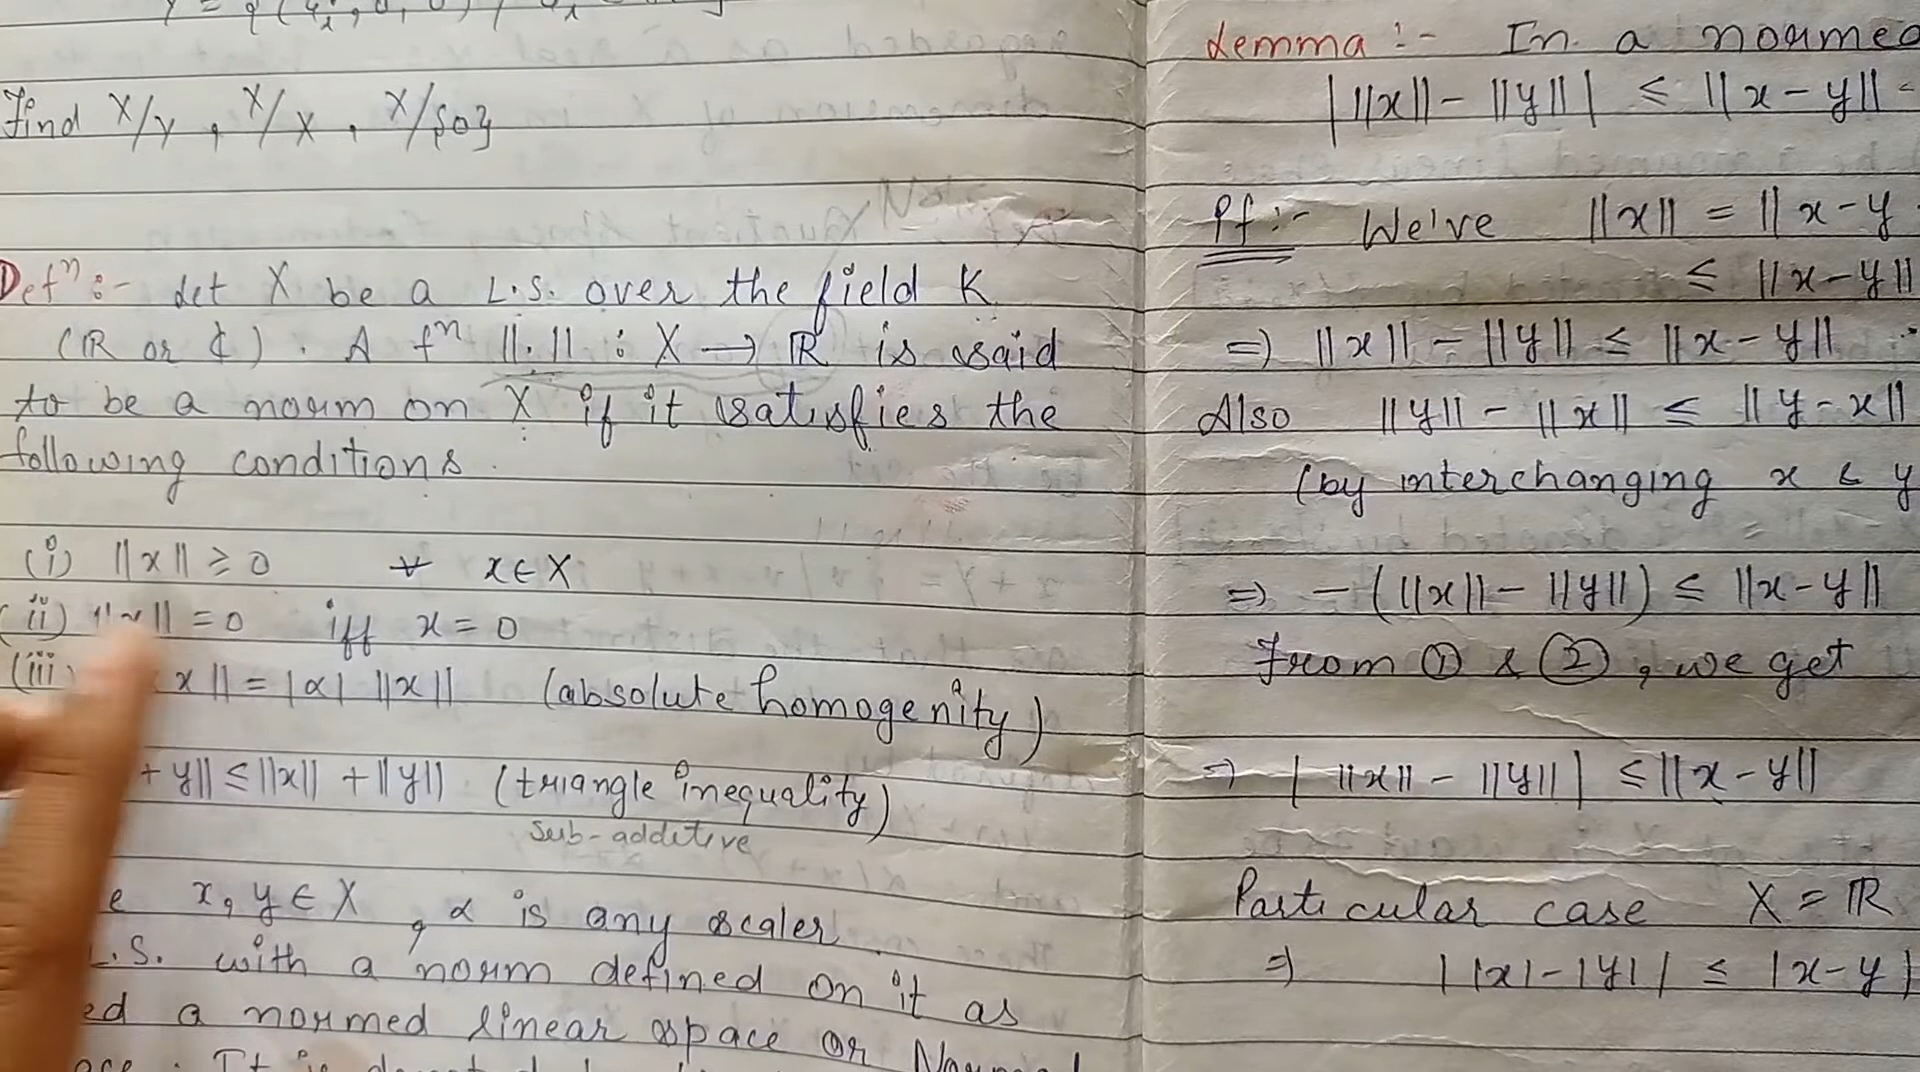 Find X/Y , X/X , X/{0}
Defⁿ :- Let X be a L.S. over the field K
(ℝ or ₵) . A fⁿ ||.|| : X → ℝ is said
to be a norm on X if it satisfies the
following conditions.
(i) ||x|| ≥ 0 ∀ x ∈ X
(ii) ||x|| = 0 iff x = 0
(iii) x|| = |α| ||x|| (absolute homogenity)
+ y|| ≤ ||x|| + ||y|| (triangle inequality)
Sub-additive
x, y ∈ X , α is any scaler
L.S. with a norm defined on it as
a normed linear space or
It is
Lemma :- In a normed
| ||x|| - ||y|| | ≤ ||x - y||
Pf :- We've ||x|| = ||x - y
≤ ||x - y||
⇒ ||x|| - ||y|| ≤ ||x - y||
Also ||y|| - ||x|| ≤ ||y - x||
(by interchanging x & y
⇒ - (||x|| - ||y||) ≤ ||x - y||
From ① & ②, we get
⇒ | ||x|| - ||y|| | ≤ ||x - y||
Particular case X = ℝ
⇒ | |x| - |y| | ≤ |x - y|